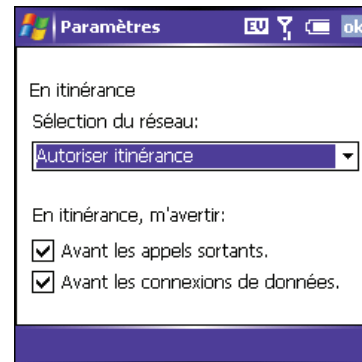 Paramètres EV ok
En itinérance
Sélection du réseau:
Autoriser itinérance
En itinérance, m'avertir:
Avant les appels sortants.
Avant les connexions de données.